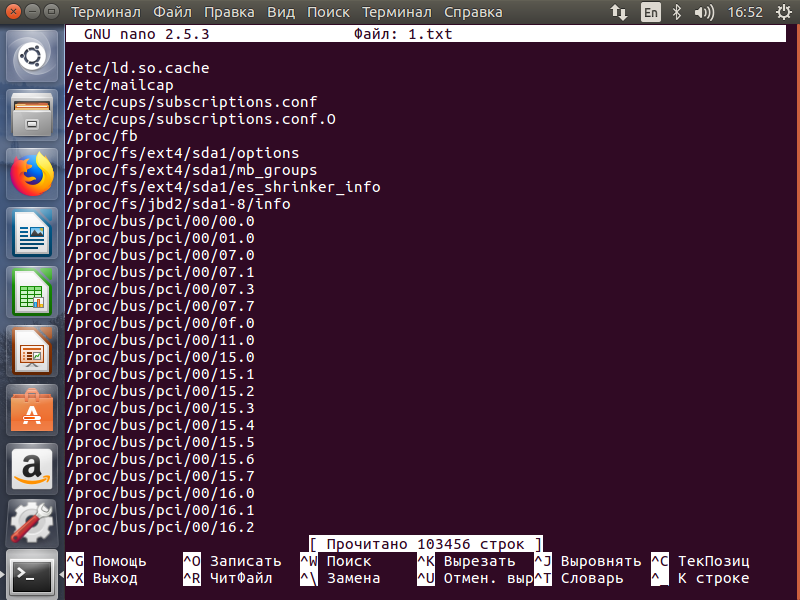 Терминал Файл Правка Вид Поиск Терминал Справка En 16:52
GNU nano 2.5.3 Файл: 1.txt
/etc/ld.so.cache
/etc/mailcap
/etc/cups/subscriptions.conf
/etc/cups/subscriptions.conf.O
/proc/fb
/proc/fs/ext4/sda1/options
/proc/fs/ext4/sda1/mb_groups
/proc/fs/ext4/sda1/es_shrinker_info
/proc/fs/jbd2/sda1-8/info
/proc/bus/pci/00/00.0
/proc/bus/pci/00/01.0
/proc/bus/pci/00/07.0
/proc/bus/pci/00/07.1
/proc/bus/pci/00/07.3
/proc/bus/pci/00/07.7
/proc/bus/pci/00/0f.0
/proc/bus/pci/00/11.0
/proc/bus/pci/00/15.0
/proc/bus/pci/00/15.1
/proc/bus/pci/00/15.2
/proc/bus/pci/00/15.3
/proc/bus/pci/00/15.4
/proc/bus/pci/00/15.5
/proc/bus/pci/00/15.6
/proc/bus/pci/00/15.7
/proc/bus/pci/00/16.0
/proc/bus/pci/00/16.1
/proc/bus/pci/00/16.2
[ Прочитано 103456 строк ]
^G Помощь ^O Записать ^W Поиск ^K Вырезать ^J Выровнять ^C ТекПозиц
^X Выход ^R ЧитФайл ^\ Замена ^U Отмен. выр^T Словарь ^_ К строке